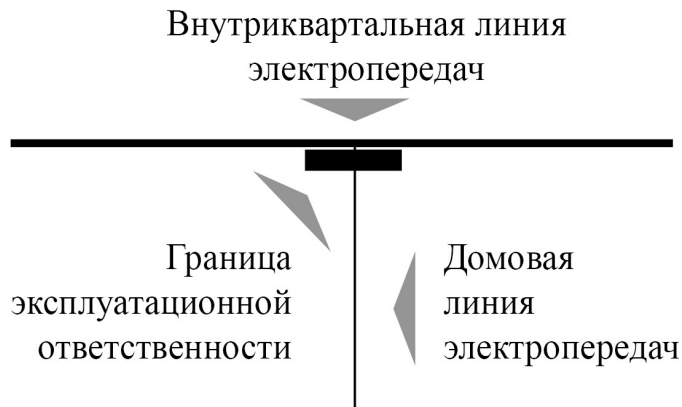 Внутриквартальная линия
электропередач
Граница
эксплуатационной
ответственности
Домовая
линия
электропередач